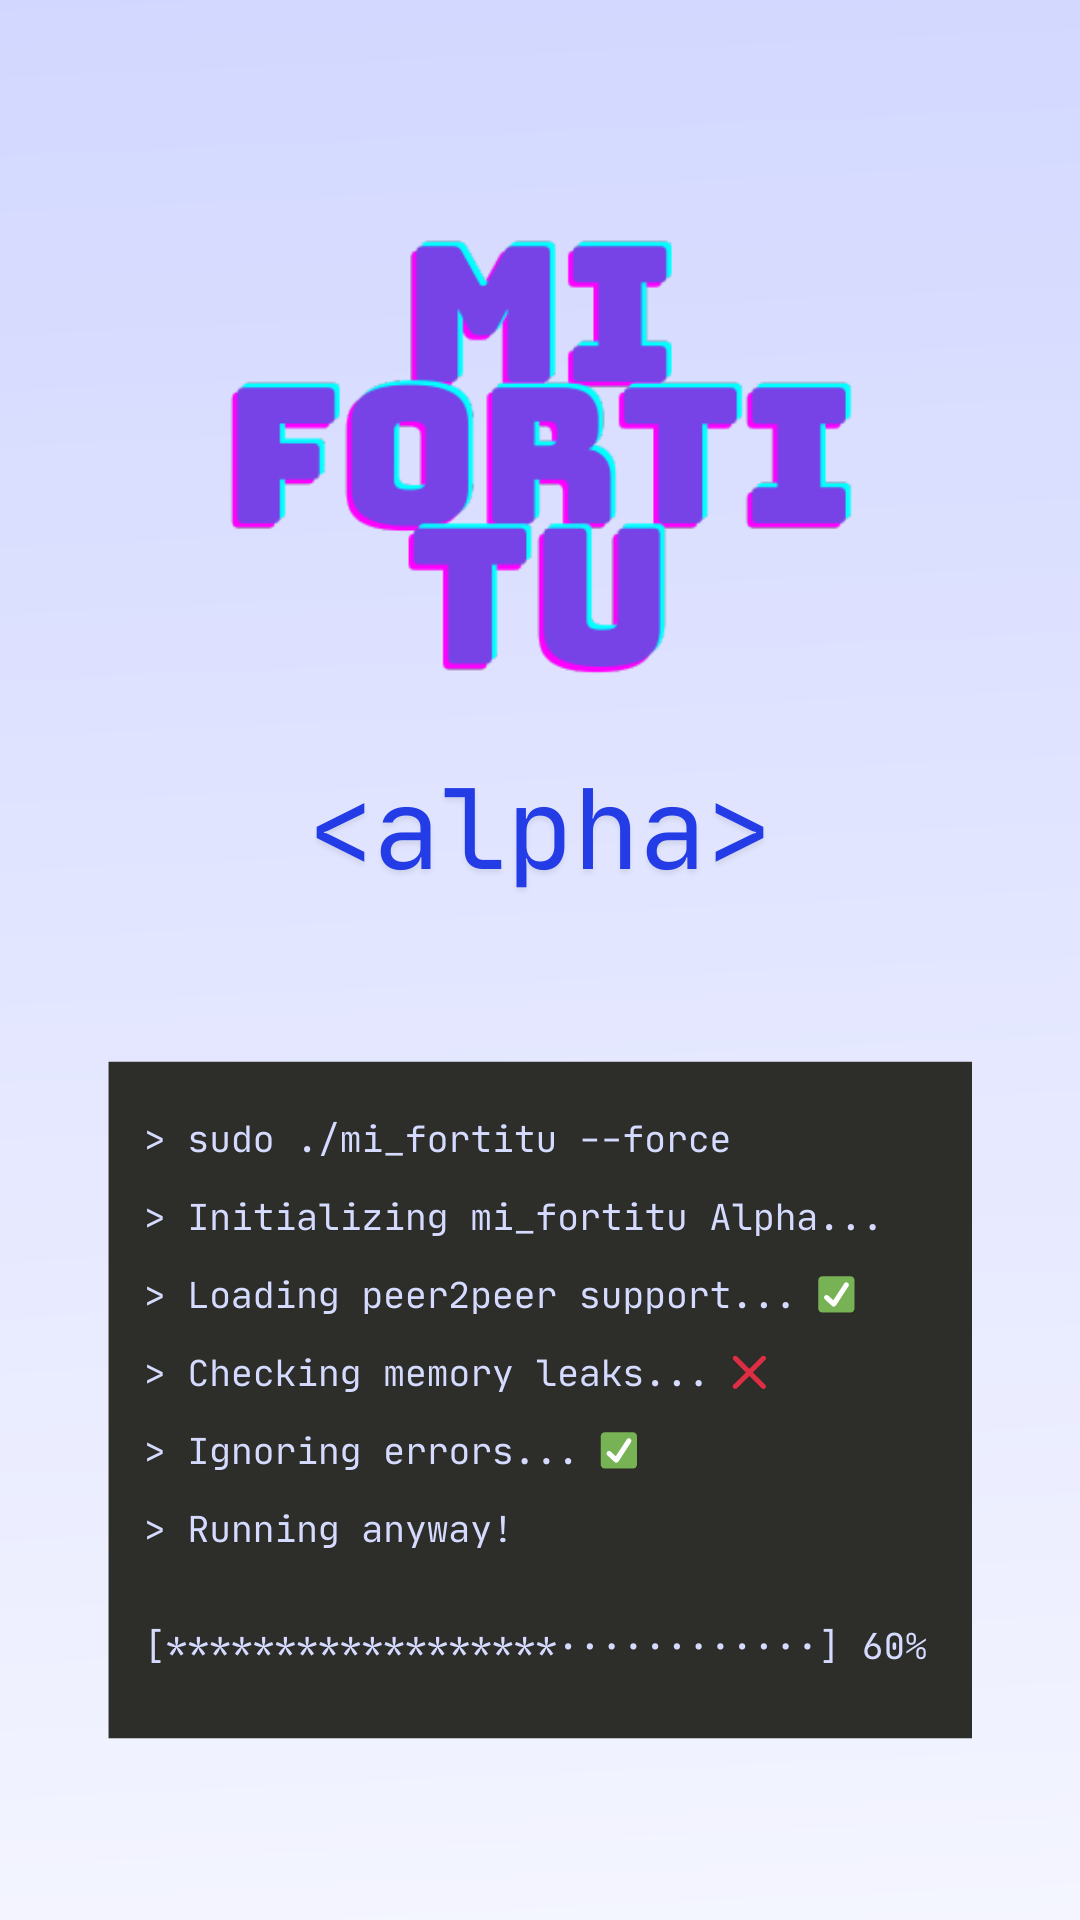 MI
FORTI
TU
<alpha>
> sudo ./mi_fortitu --force
> Initializing mi_fortitu Alpha...
> Loading peer2peer support... ✅
> Checking memory leaks... ❌
> Ignoring errors... ✅
> Running anyway!
[******************············] 60%